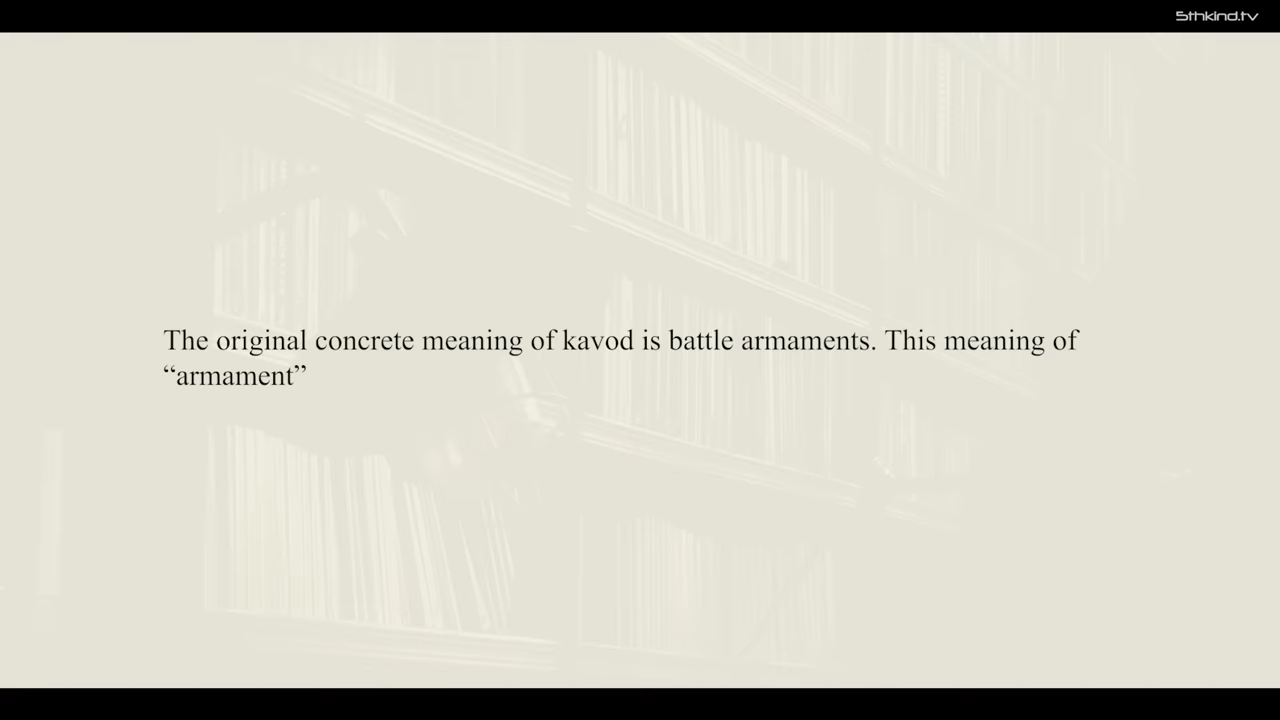 5thkind.tv
The original concrete meaning of kavod is battle armaments. This meaning of
“armament”